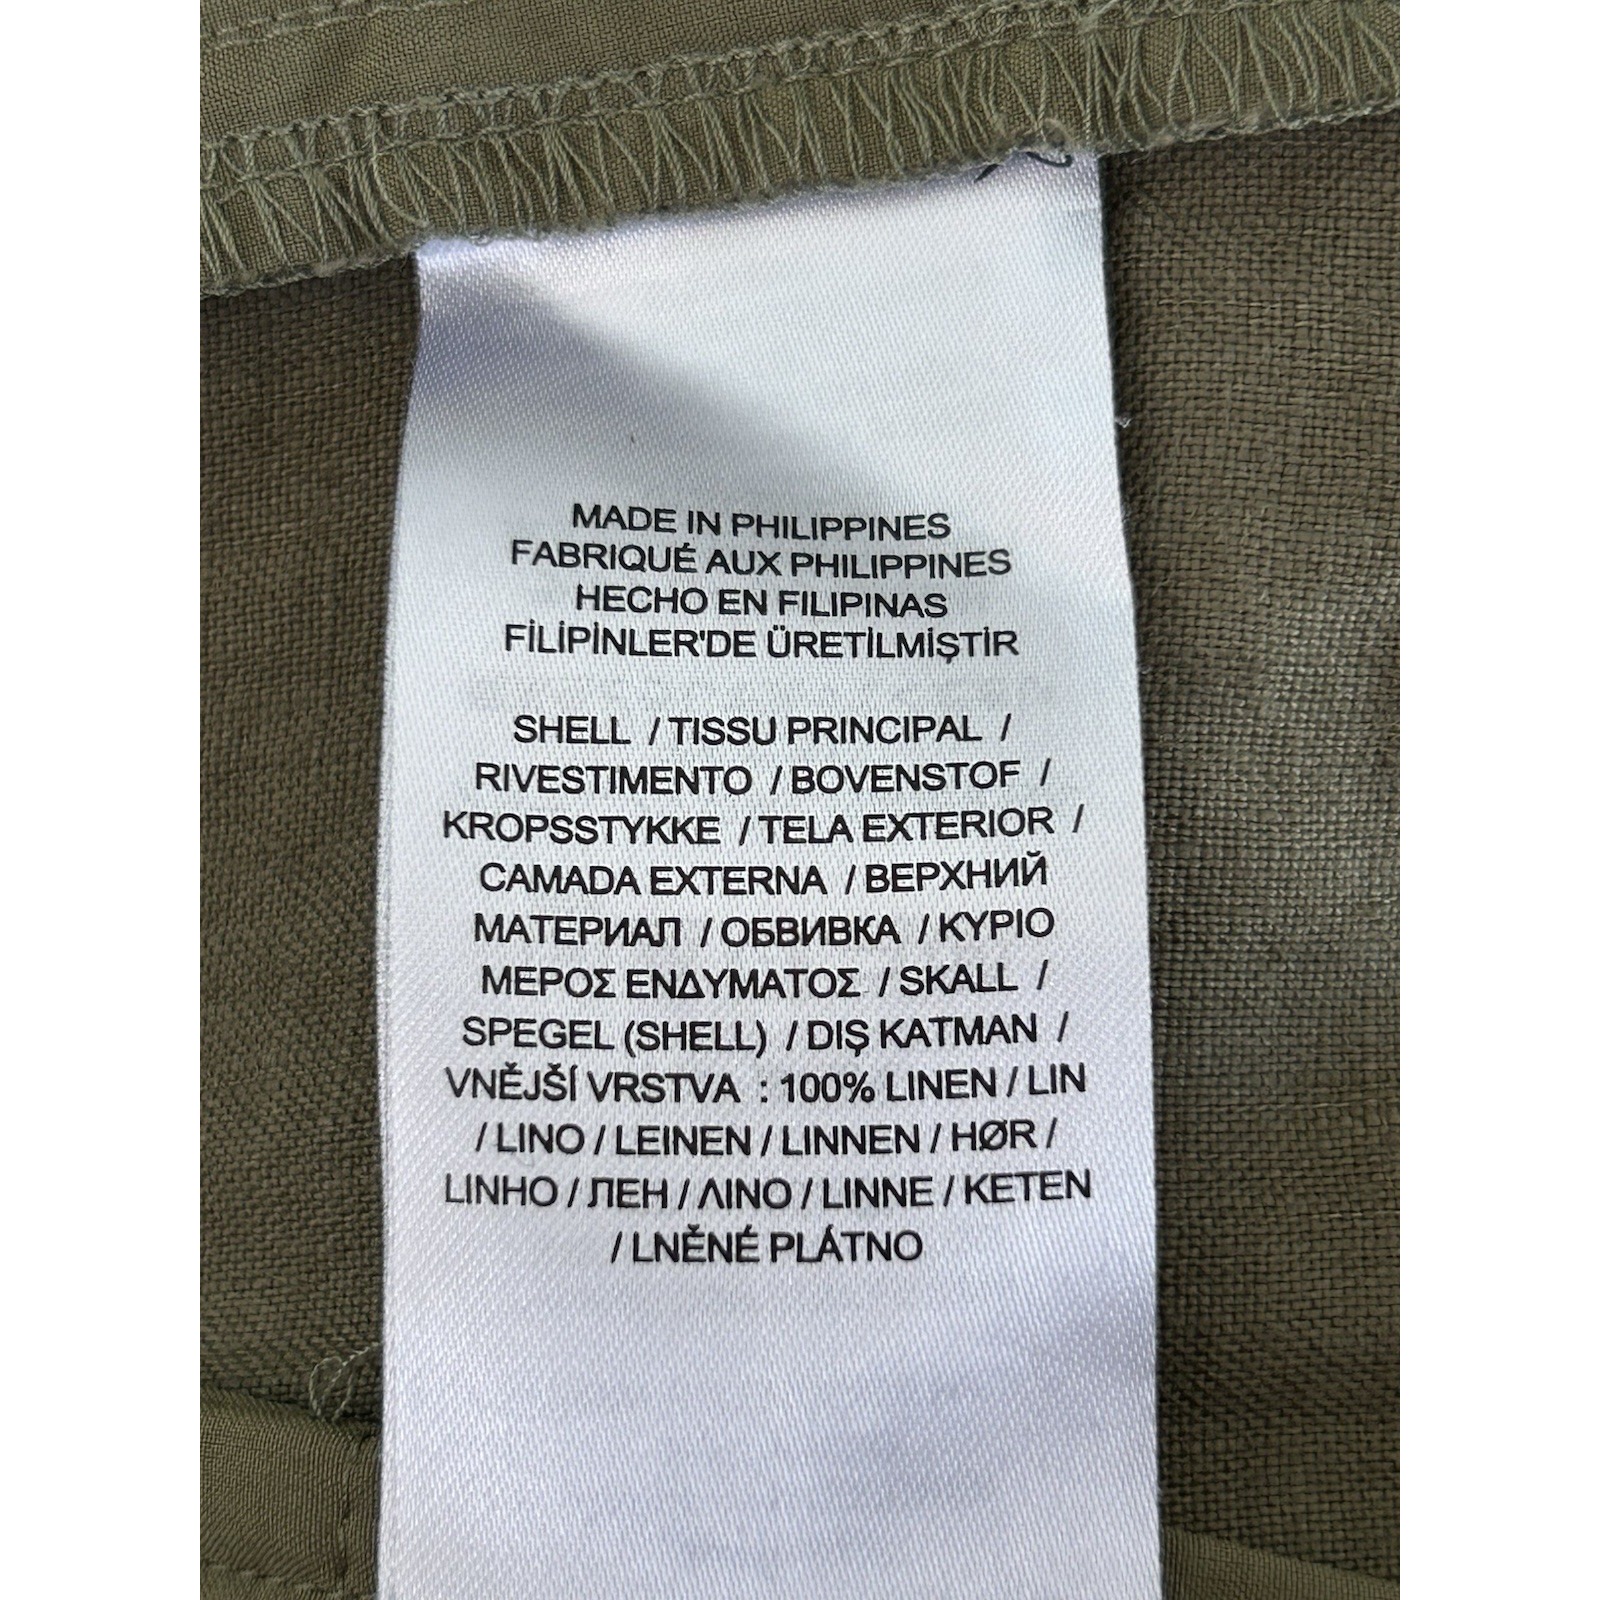 MADE IN PHILIPPINES
FABRIQUÉ AUX PHILIPPINES
HECHO EN FILIPINAS
FİLİPİNLER'DE ÜRETİLMİŞTİR
SHELL / TISSU PRINCIPAL /
RIVESTIMENTO / BOVENSTOF /
KROPSSTYKKE / TELA EXTERIOR /
CAMADA EXTERNA / ВЕРХНИЙ
МАТЕРИАЛ / ОБВИВКА / ΚΥΡΙΟ
ΜΕΡΟΣ ΕΝΔΥΜΑΤΟΣ / SKALL /
SPEGEL (SHELL) / DIŞ KATMAN /
VNĚJŠÍ VRSTVA : 100% LINEN / LIN
/ LINO / LEINEN / LINNEN / HØR /
LINHO / ЛЕН / ΛΙΝΟ / LINNE / KETEN
/ LNĚNÉ PLÁTNO